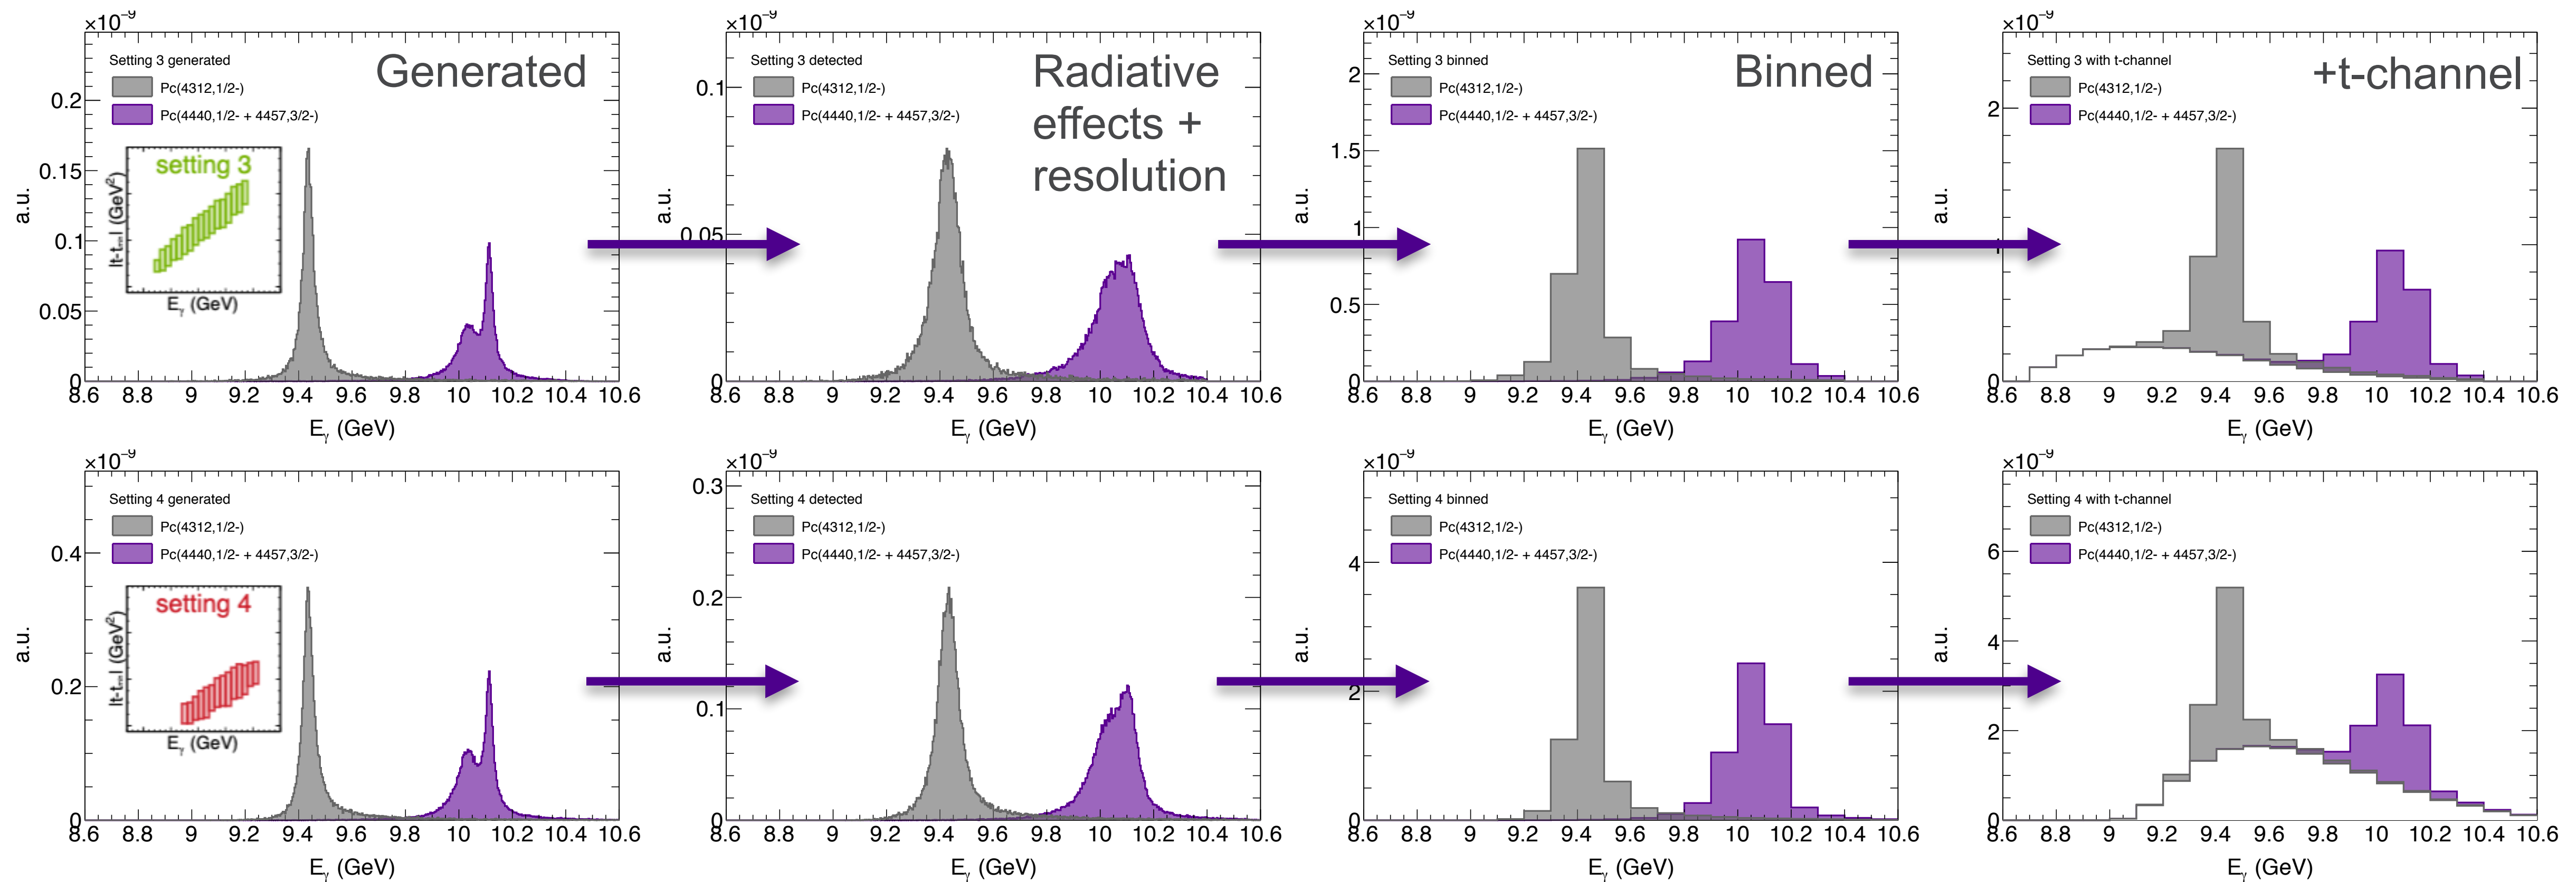 ×10⁻⁹
Setting 3 generated
Generated
Pc(4312,1/2-)
Pc(4440,1/2- + 4457,3/2-)
0.2
0.15
0.1
0.05
0
a.u.
setting 3
|t-tₘᵢₙ| (GeV²)
Eγ (GeV)
8.6 8.8 9 9.2 9.4 9.6 9.8 10 10.2 10.4 10.6
Eγ (GeV)
×10⁻⁹
Setting 3 detected
Radiative
effects +
resolution
Pc(4312,1/2-)
Pc(4440,1/2- + 4457,3/2-)
0.1
0.05
0
a.u.
8.6 8.8 9 9.2 9.4 9.6 9.8 10 10.2 10.4 10.6
Eγ (GeV)
×10⁻⁹
Setting 3 binned
Binned
Pc(4312,1/2-)
Pc(4440,1/2- + 4457,3/2-)
2
1.5
1
0.5
0
a.u.
8.6 8.8 9 9.2 9.4 9.6 9.8 10 10.2 10.4 10.6
Eγ (GeV)
×10⁻⁹
Setting 3 with t-channel
+t-channel
Pc(4312,1/2-)
Pc(4440,1/2- + 4457,3/2-)
2
1
0
a.u.
8.6 8.8 9 9.2 9.4 9.6 9.8 10 10.2 10.4 10.6
Eγ (GeV)
×10⁻⁹
Setting 4 generated
Pc(4312,1/2-)
Pc(4440,1/2- + 4457,3/2-)
0.4
0.2
0
a.u.
setting 4
|t-tₘᵢₙ| (GeV²)
Eγ (GeV)
8.6 8.8 9 9.2 9.4 9.6 9.8 10 10.2 10.4 10.6
Eγ (GeV)
×10⁻⁹
Setting 4 detected
Pc(4312,1/2-)
Pc(4440,1/2- + 4457,3/2-)
0.3
0.2
0.1
0
a.u.
8.6 8.8 9 9.2 9.4 9.6 9.8 10 10.2 10.4 10.6
Eγ (GeV)
×10⁻⁹
Setting 4 binned
Pc(4312,1/2-)
Pc(4440,1/2- + 4457,3/2-)
4
2
0
a.u.
8.6 8.8 9 9.2 9.4 9.6 9.8 10 10.2 10.4 10.6
Eγ (GeV)
×10⁻⁹
Setting 4 with t-channel
Pc(4312,1/2-)
Pc(4440,1/2- + 4457,3/2-)
6
4
2
0
a.u.
8.6 8.8 9 9.2 9.4 9.6 9.8 10 10.2 10.4 10.6
Eγ (GeV)